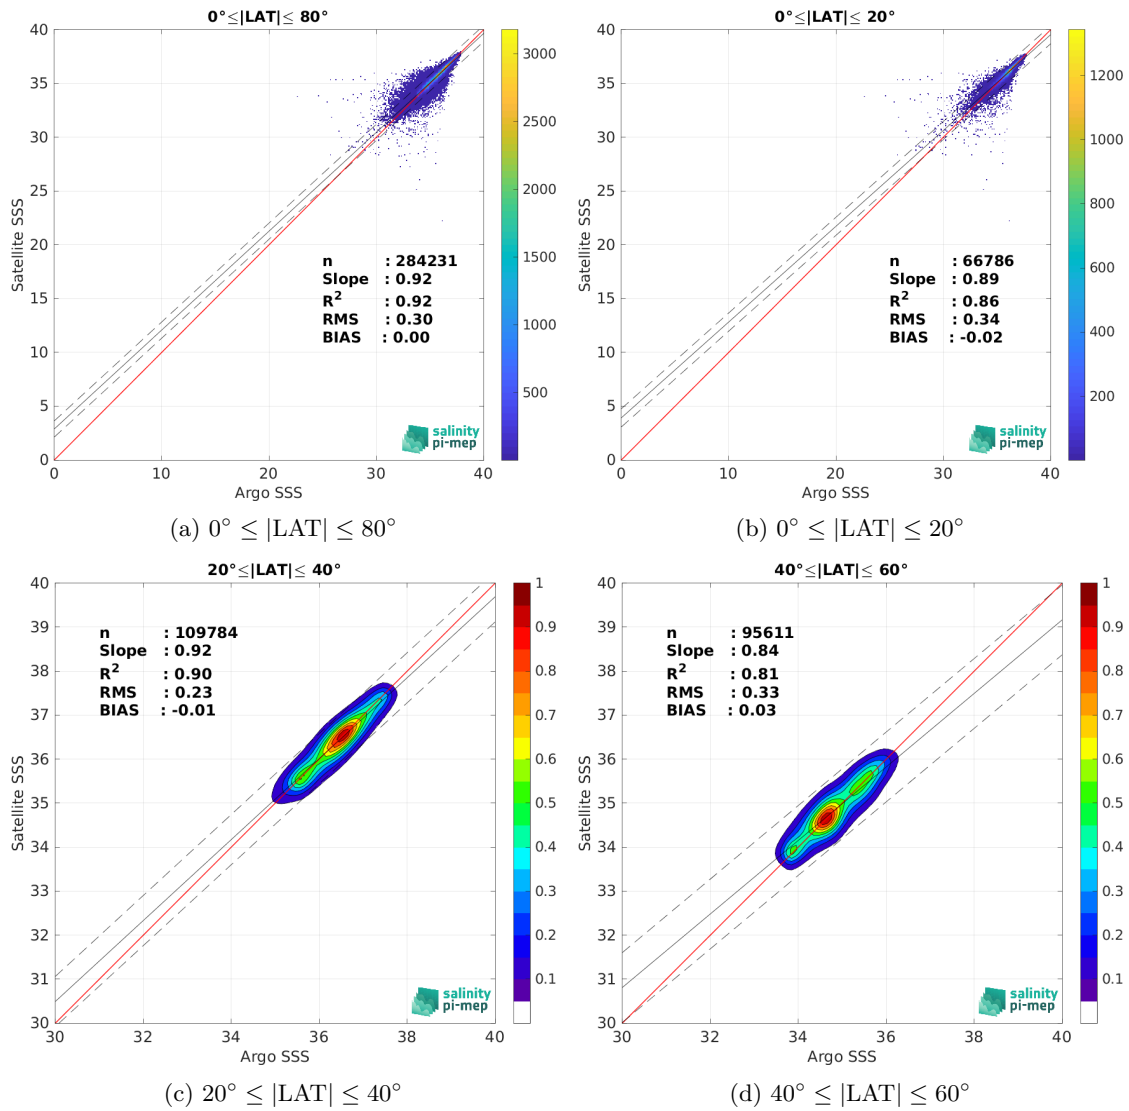 0°≤|LAT|≤ 80°
40
35
30
25
20
15
10
5
0
Satellite SSS
n : 284231
Slope : 0.92
R² : 0.92
RMS : 0.30
BIAS : 0.00
salinity
pi-mep
0 10 20 30 40
Argo SSS
3000
2500
2000
1500
1000
500
(a) 0° ≤ |LAT| ≤ 80°
0°≤|LAT|≤ 20°
40
35
30
25
20
15
10
5
0
Satellite SSS
n : 66786
Slope : 0.89
R² : 0.86
RMS : 0.34
BIAS : -0.02
salinity
pi-mep
0 10 20 30 40
Argo SSS
1200
1000
800
600
400
200
(b) 0° ≤ |LAT| ≤ 20°
20°≤|LAT|≤ 40°
40
39
38
37
36
35
34
33
32
31
30
Satellite SSS
n : 109784
Slope : 0.92
R² : 0.90
RMS : 0.23
BIAS : -0.01
salinity
pi-mep
30 32 34 36 38 40
Argo SSS
1
0.9
0.8
0.7
0.6
0.5
0.4
0.3
0.2
0.1
(c) 20° ≤ |LAT| ≤ 40°
40°≤|LAT|≤ 60°
40
39
38
37
36
35
34
33
32
31
30
Satellite SSS
n : 95611
Slope : 0.84
R² : 0.81
RMS : 0.33
BIAS : 0.03
salinity
pi-mep
30 32 34 36 38 40
Argo SSS
1
0.9
0.8
0.7
0.6
0.5
0.4
0.3
0.2
0.1
(d) 40° ≤ |LAT| ≤ 60°